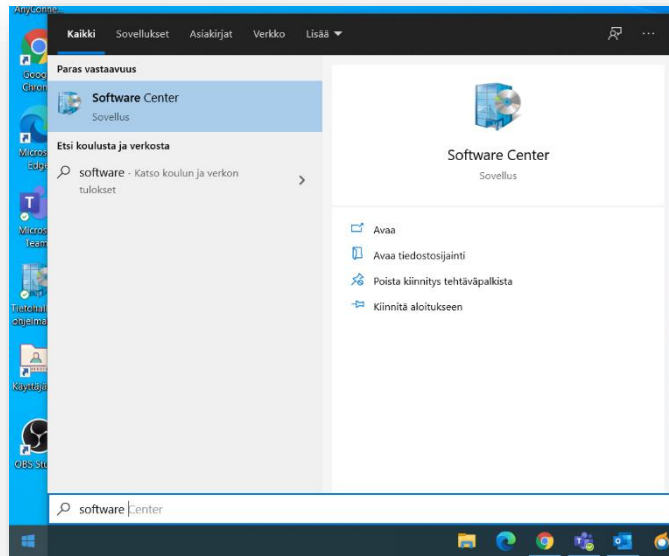 AnyConne...
Kaikki Sovellukset Asiakirjat Verkko Lisää
Goog
Chron
Micros
Edge
Micros
Team
Tietohall
ohjelma
Käyttäjä
OBS Stu
Paras vastaavuus
Software Center
Sovellus
Etsi koulusta ja verkosta
software - Katso koulun ja verkon
tulokset
Software Center
Sovellus
Avaa
Avaa tiedostosijainti
Poista kiinnitys tehtäväpalkista
Kiinnitä aloitukseen
software Center